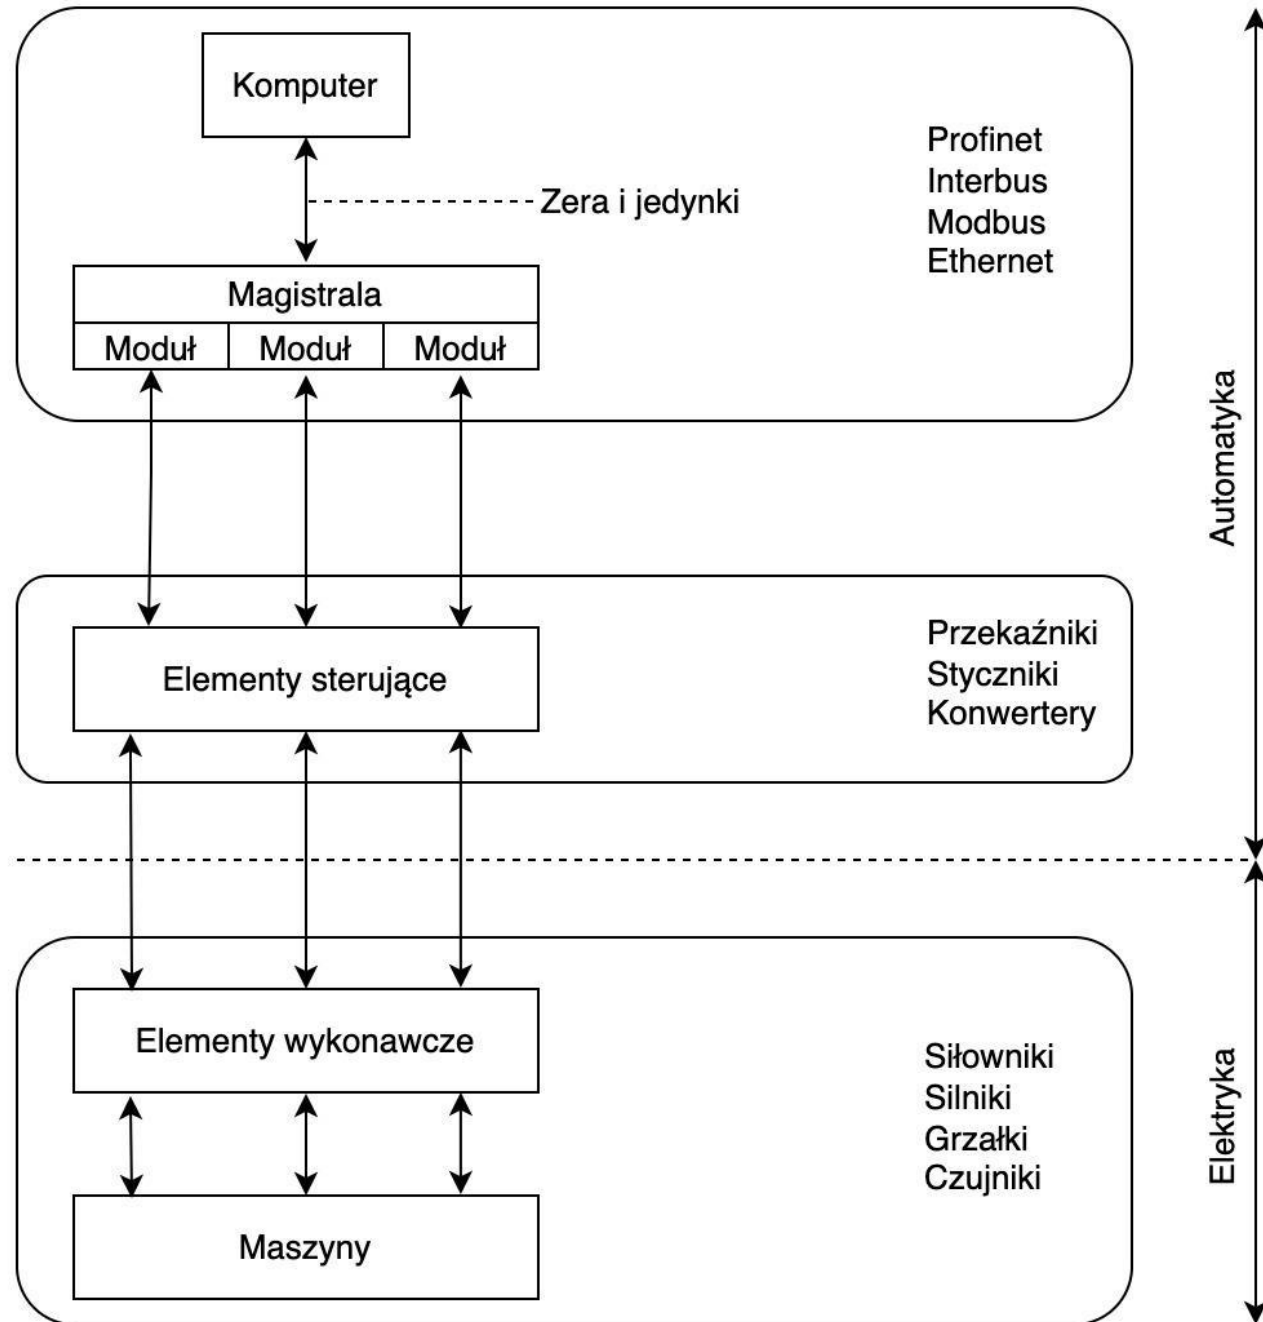 Komputer
Zera i jedynki
Profinet
Interbus
Modbus
Ethernet
Magistrala
Moduł Moduł Moduł
Automatyka
Elementy sterujące
Przekaźniki
Styczniki
Konwertery
Elementy wykonawcze
Siłowniki
Silniki
Grzałki
Czujniki
Elektryka
Maszyny